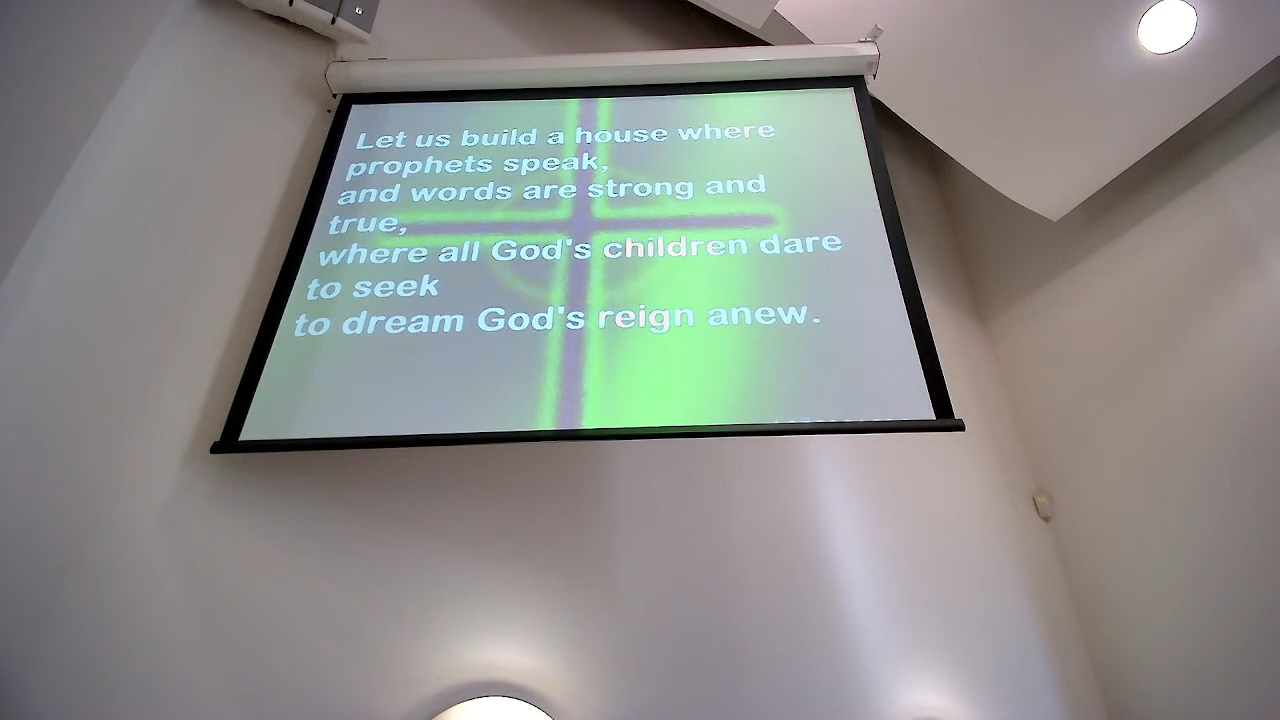 Let us build a house where
prophets speak,
and words are strong and
true,
where all God's children dare
to seek
to dream God's reign anew.